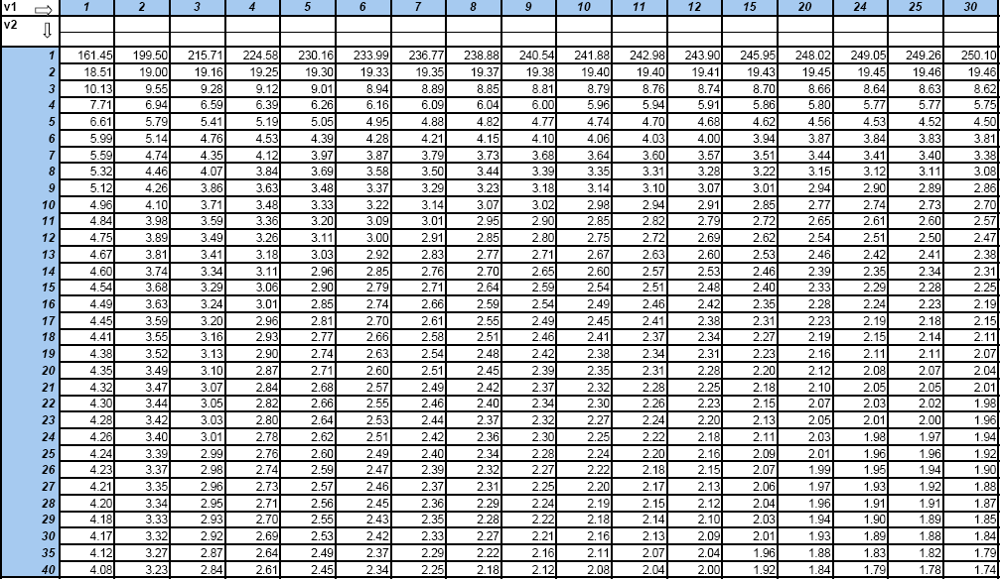 v1 ⇨ 1 2 3 4 5 6 7 8 9 10 11 12 15 20 24 25 30
v2 ⇩
1 161.45 199.50 215.71 224.58 230.16 233.99 236.77 238.88 240.54 241.88 242.98 243.90 245.95 248.02 249.05 249.26 250.10
2 18.51 19.00 19.16 19.25 19.30 19.33 19.35 19.37 19.38 19.40 19.40 19.41 19.43 19.45 19.45 19.46 19.46
3 10.13 9.55 9.28 9.12 9.01 8.94 8.89 8.85 8.81 8.79 8.76 8.74 8.70 8.66 8.64 8.63 8.62
4 7.71 6.94 6.59 6.39 6.26 6.16 6.09 6.04 6.00 5.96 5.94 5.91 5.86 5.80 5.77 5.77 5.75
5 6.61 5.79 5.41 5.19 5.05 4.95 4.88 4.82 4.77 4.74 4.70 4.68 4.62 4.56 4.53 4.52 4.50
6 5.99 5.14 4.76 4.53 4.39 4.28 4.21 4.15 4.10 4.06 4.03 4.00 3.94 3.87 3.84 3.83 3.81
7 5.59 4.74 4.35 4.12 3.97 3.87 3.79 3.73 3.68 3.64 3.60 3.57 3.51 3.44 3.41 3.40 3.38
8 5.32 4.46 4.07 3.84 3.69 3.58 3.50 3.44 3.39 3.35 3.31 3.28 3.22 3.15 3.12 3.11 3.08
9 5.12 4.26 3.86 3.63 3.48 3.37 3.29 3.23 3.18 3.14 3.10 3.07 3.01 2.94 2.90 2.89 2.86
10 4.96 4.10 3.71 3.48 3.33 3.22 3.14 3.07 3.02 2.98 2.94 2.91 2.85 2.77 2.74 2.73 2.70
11 4.84 3.98 3.59 3.36 3.20 3.09 3.01 2.95 2.90 2.85 2.82 2.79 2.72 2.65 2.61 2.60 2.57
12 4.75 3.89 3.49 3.26 3.11 3.00 2.91 2.85 2.80 2.75 2.72 2.69 2.62 2.54 2.51 2.50 2.47
13 4.67 3.81 3.41 3.18 3.03 2.92 2.83 2.77 2.71 2.67 2.63 2.60 2.53 2.46 2.42 2.41 2.38
14 4.60 3.74 3.34 3.11 2.96 2.85 2.76 2.70 2.65 2.60 2.57 2.53 2.46 2.39 2.35 2.34 2.31
15 4.54 3.68 3.29 3.06 2.90 2.79 2.71 2.64 2.59 2.54 2.51 2.48 2.40 2.33 2.29 2.28 2.25
16 4.49 3.63 3.24 3.01 2.85 2.74 2.66 2.59 2.54 2.49 2.46 2.42 2.35 2.28 2.24 2.23 2.19
17 4.45 3.59 3.20 2.96 2.81 2.70 2.61 2.55 2.49 2.45 2.41 2.38 2.31 2.23 2.19 2.18 2.15
18 4.41 3.55 3.16 2.93 2.77 2.66 2.58 2.51 2.46 2.41 2.37 2.34 2.27 2.19 2.15 2.14 2.11
19 4.38 3.52 3.13 2.90 2.74 2.63 2.54 2.48 2.42 2.38 2.34 2.31 2.23 2.16 2.11 2.11 2.07
20 4.35 3.49 3.10 2.87 2.71 2.60 2.51 2.45 2.39 2.35 2.31 2.28 2.20 2.12 2.08 2.07 2.04
21 4.32 3.47 3.07 2.84 2.68 2.57 2.49 2.42 2.37 2.32 2.28 2.25 2.18 2.10 2.05 2.05 2.01
22 4.30 3.44 3.05 2.82 2.66 2.55 2.46 2.40 2.34 2.30 2.26 2.23 2.15 2.07 2.03 2.02 1.98
23 4.28 3.42 3.03 2.80 2.64 2.53 2.44 2.37 2.32 2.27 2.24 2.20 2.13 2.05 2.01 2.00 1.96
24 4.26 3.40 3.01 2.78 2.62 2.51 2.42 2.36 2.30 2.25 2.22 2.18 2.11 2.03 1.98 1.97 1.94
25 4.24 3.39 2.99 2.76 2.60 2.49 2.40 2.34 2.28 2.24 2.20 2.16 2.09 2.01 1.96 1.96 1.92
26 4.23 3.37 2.98 2.74 2.59 2.47 2.39 2.32 2.27 2.22 2.18 2.15 2.07 1.99 1.95 1.94 1.90
27 4.21 3.35 2.96 2.73 2.57 2.46 2.37 2.31 2.25 2.20 2.17 2.13 2.06 1.97 1.93 1.92 1.88
28 4.20 3.34 2.95 2.71 2.56 2.45 2.36 2.29 2.24 2.19 2.15 2.12 2.04 1.96 1.91 1.91 1.87
29 4.18 3.33 2.93 2.70 2.55 2.43 2.35 2.28 2.22 2.18 2.14 2.10 2.03 1.94 1.90 1.89 1.85
30 4.17 3.32 2.92 2.69 2.53 2.42 2.33 2.27 2.21 2.16 2.13 2.09 2.01 1.93 1.89 1.88 1.84
35 4.12 3.27 2.87 2.64 2.49 2.37 2.29 2.22 2.16 2.11 2.07 2.04 1.96 1.88 1.83 1.82 1.79
40 4.08 3.23 2.84 2.61 2.45 2.34 2.25 2.18 2.12 2.08 2.04 2.00 1.92 1.84 1.79 1.78 1.74